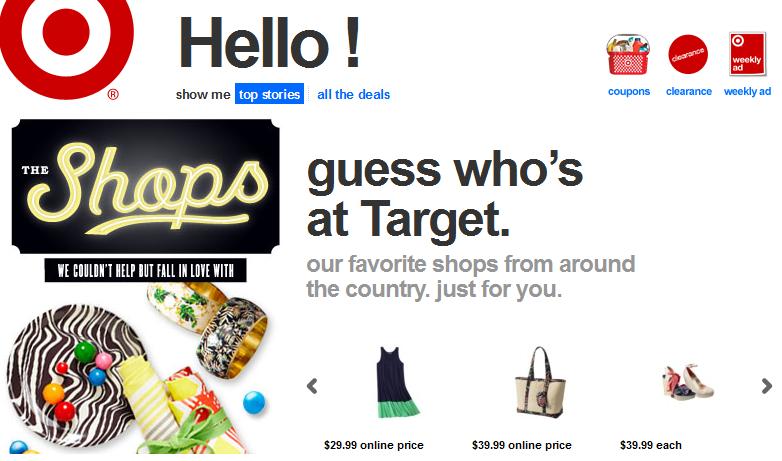 Hello !
show me top stories all the deals
coupons clearance weekly ad
clearance
weekly
ad
®
THE Shops
WE COULDN'T HELP BUT FALL IN LOVE WITH
guess who's
at Target.
our favorite shops from around
the country. just for you.
$29.99 online price $39.99 online price $39.99 each